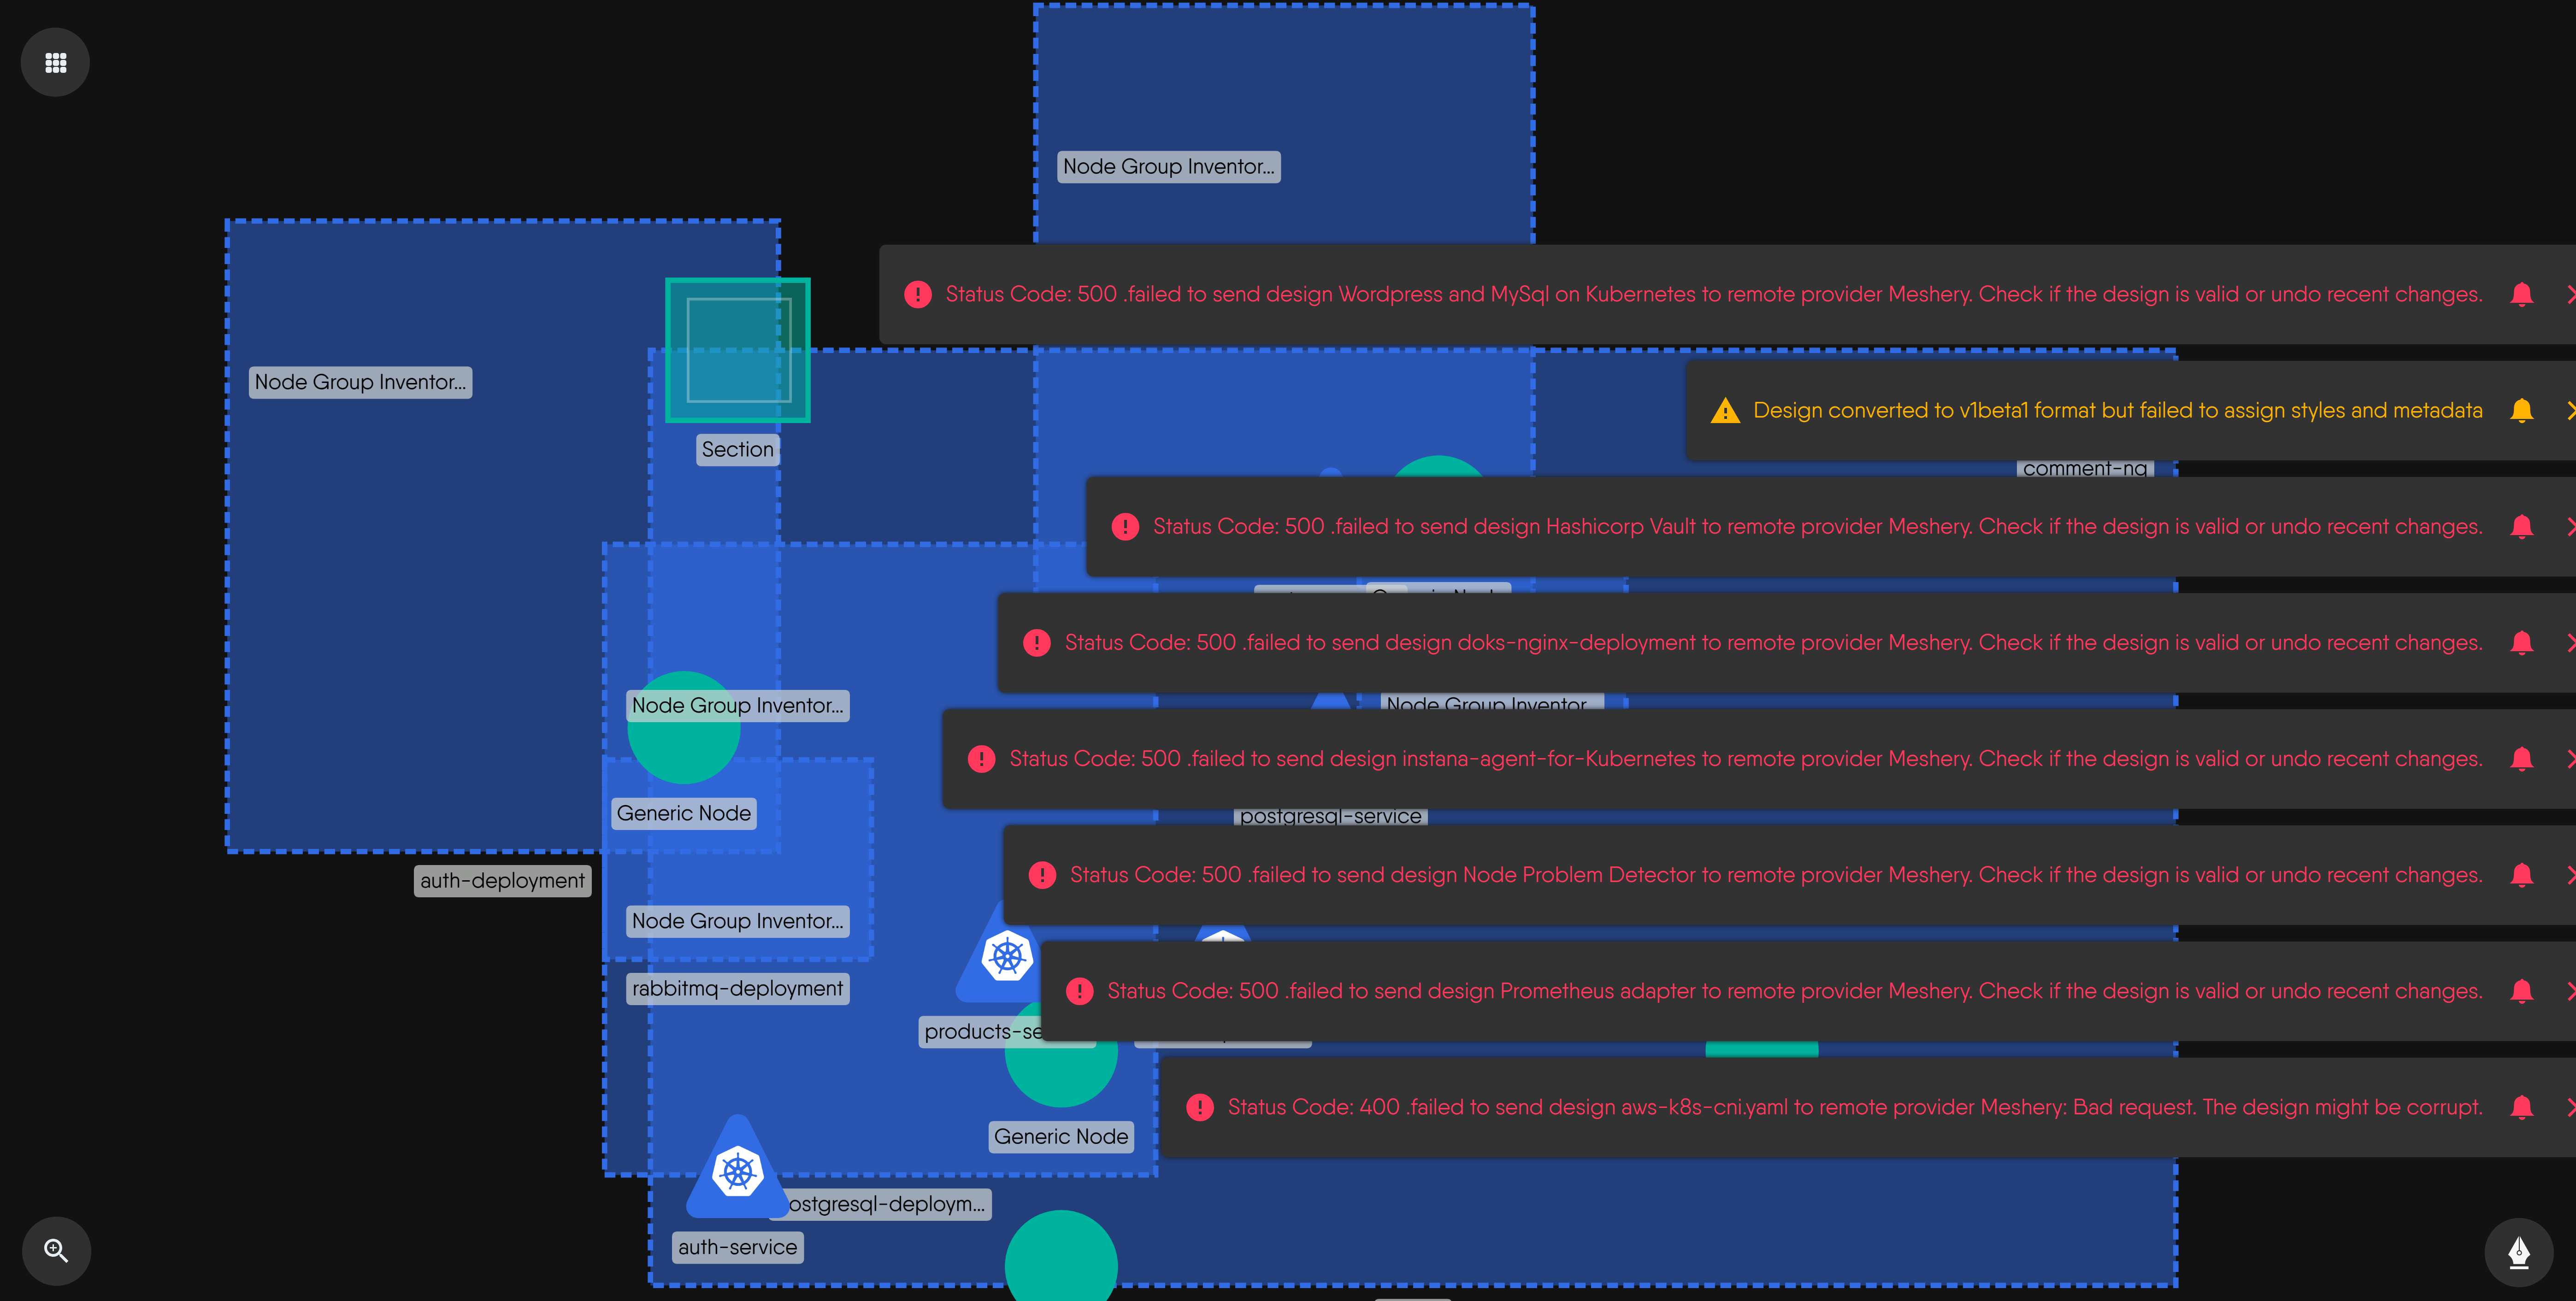 Node Group Inventor...
Status Code: 500 .failed to send design Wordpress and MySql on Kubernetes to remote provider Meshery. Check if the design is valid or undo recent changes.
Node Group Inventor...
Design converted to v1beta1 format but failed to assign styles and metadata
Section
comment-ng
Status Code: 500 .failed to send design Hashicorp Vault to remote provider Meshery. Check if the design is valid or undo recent changes.
Status Code: 500 .failed to send design doks-nginx-deployment to remote provider Meshery. Check if the design is valid or undo recent changes.
Node Group Inventor...
Node Group Inventor...
Status Code: 500 .failed to send design instana-agent-for-Kubernetes to remote provider Meshery. Check if the design is valid or undo recent changes.
Generic Node
postgresql-service
Status Code: 500 .failed to send design Node Problem Detector to remote provider Meshery. Check if the design is valid or undo recent changes.
auth-deployment
Node Group Inventor...
rabbitmq-deployment
Status Code: 500 .failed to send design Prometheus adapter to remote provider Meshery. Check if the design is valid or undo recent changes.
products-se
Status Code: 400 .failed to send design aws-k8s-cni.yaml to remote provider Meshery: Bad request. The design might be corrupt.
Generic Node
ostgresql-deploym...
auth-service